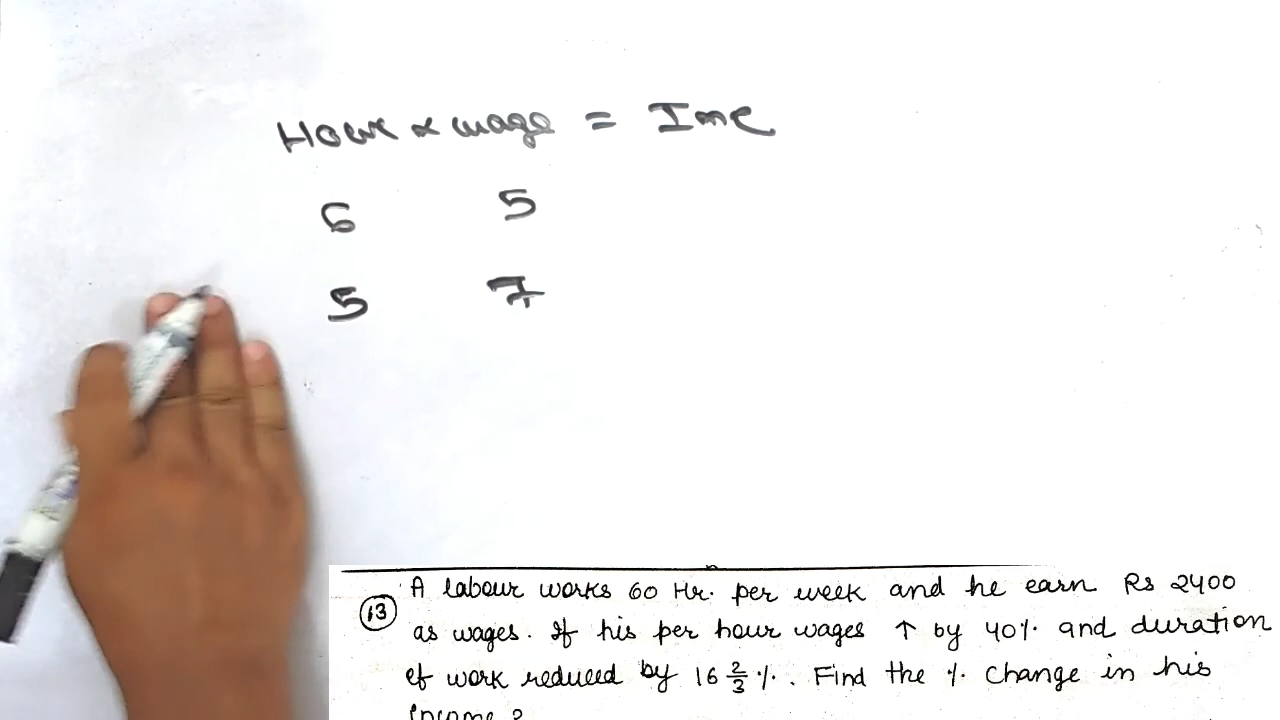 Hour × wage = Ime
6 5
5 7
13 A labour works 60 Hr. per week and he earn Rs 2400
as wages. If his per hour wages ↑ by 40%. and duration
of work reduced by 16 2/3 %. Find the % change in his
income?